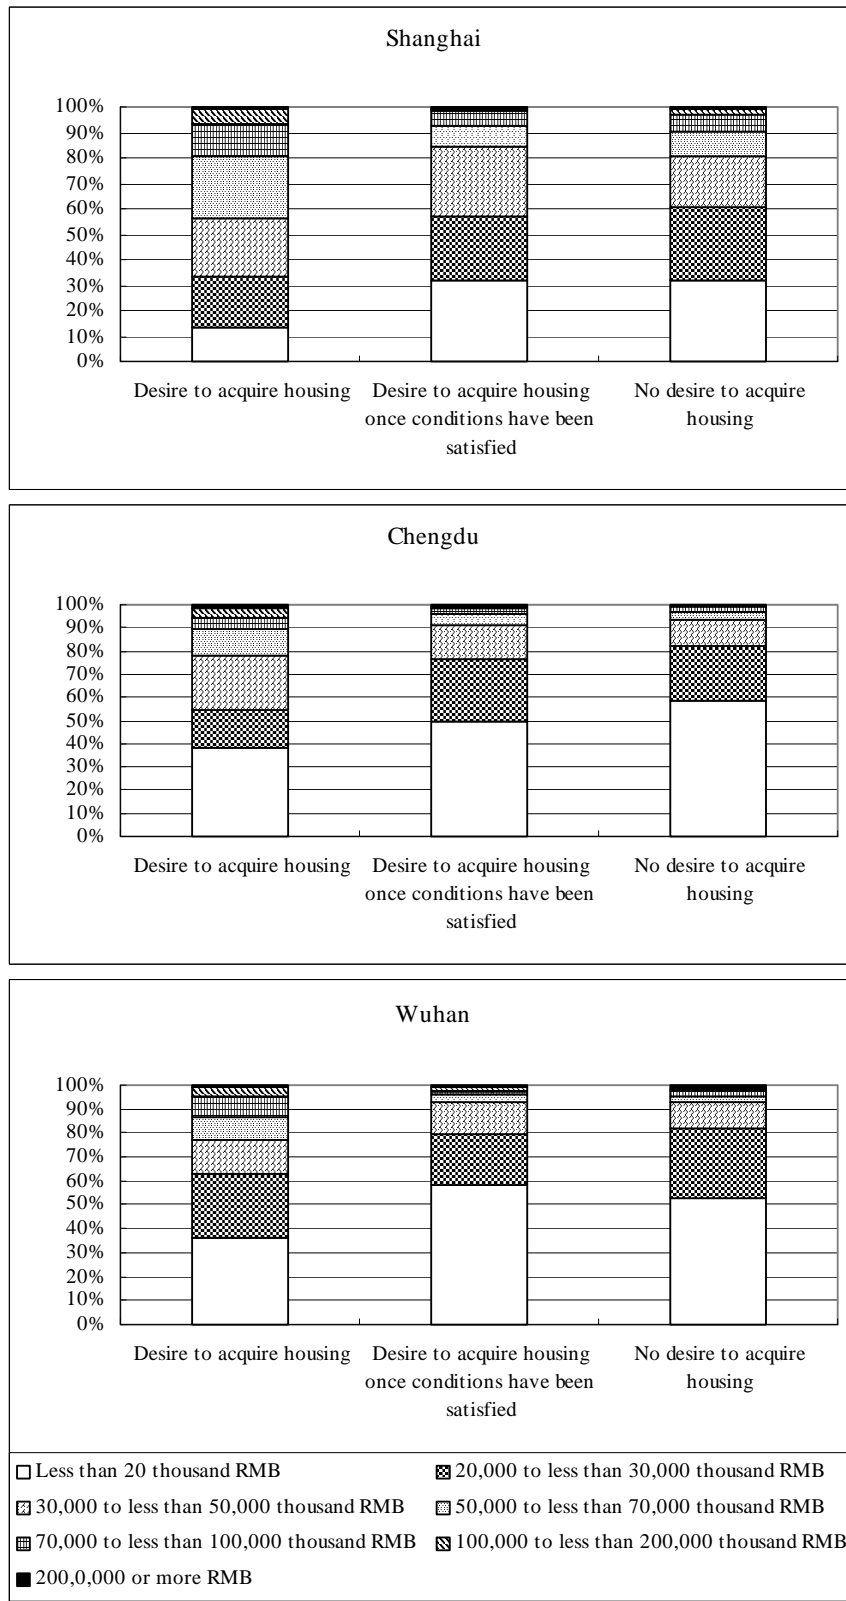 Shanghai
100%
90%
80%
70%
60%
50%
40%
30%
20%
10%
0%
Desire to acquire housing
Desire to acquire housing once conditions have been satisfied
No desire to acquire housing
Chengdu
100%
90%
80%
70%
60%
50%
40%
30%
20%
10%
0%
Desire to acquire housing
Desire to acquire housing once conditions have been satisfied
No desire to acquire housing
Wuhan
100%
90%
80%
70%
60%
50%
40%
30%
20%
10%
0%
Desire to acquire housing
Desire to acquire housing once conditions have been satisfied
No desire to acquire housing
Less than 20 thousand RMB
20,000 to less than 30,000 thousand RMB
30,000 to less than 50,000 thousand RMB
50,000 to less than 70,000 thousand RMB
70,000 to less than 100,000 thousand RMB
100,000 to less than 200,000 thousand RMB
200,0,000 or more RMB